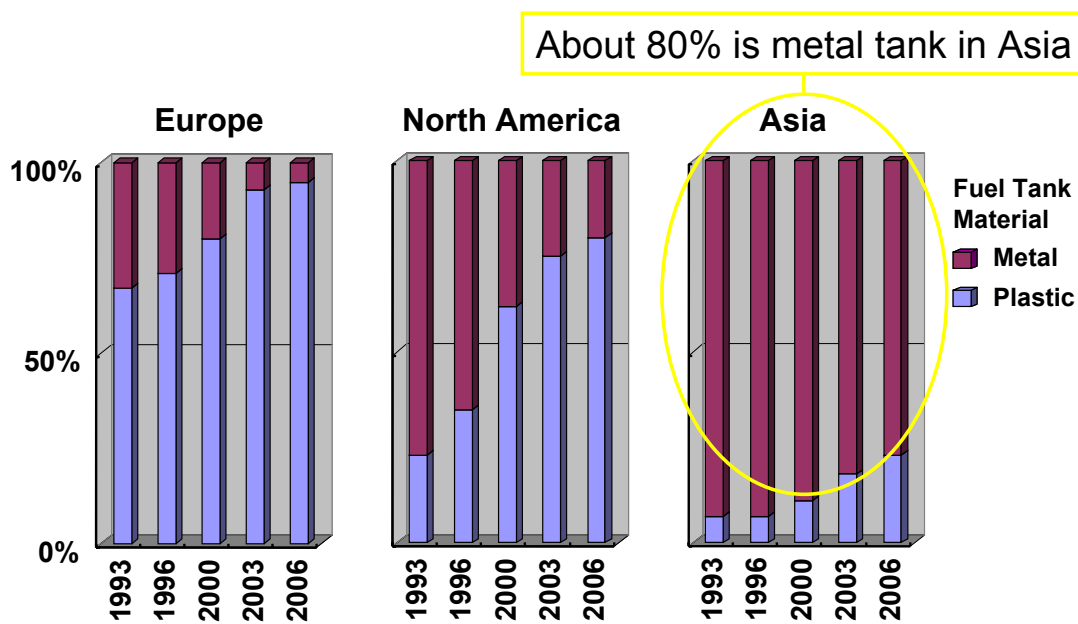 About 80% is metal tank in Asia
Europe
North America
Asia
100%
50%
0%
Fuel Tank
Material
Metal
Plastic
1993 1996 2000 2003 2006
1993 1996 2000 2003 2006
1993 1996 2000 2003 2006